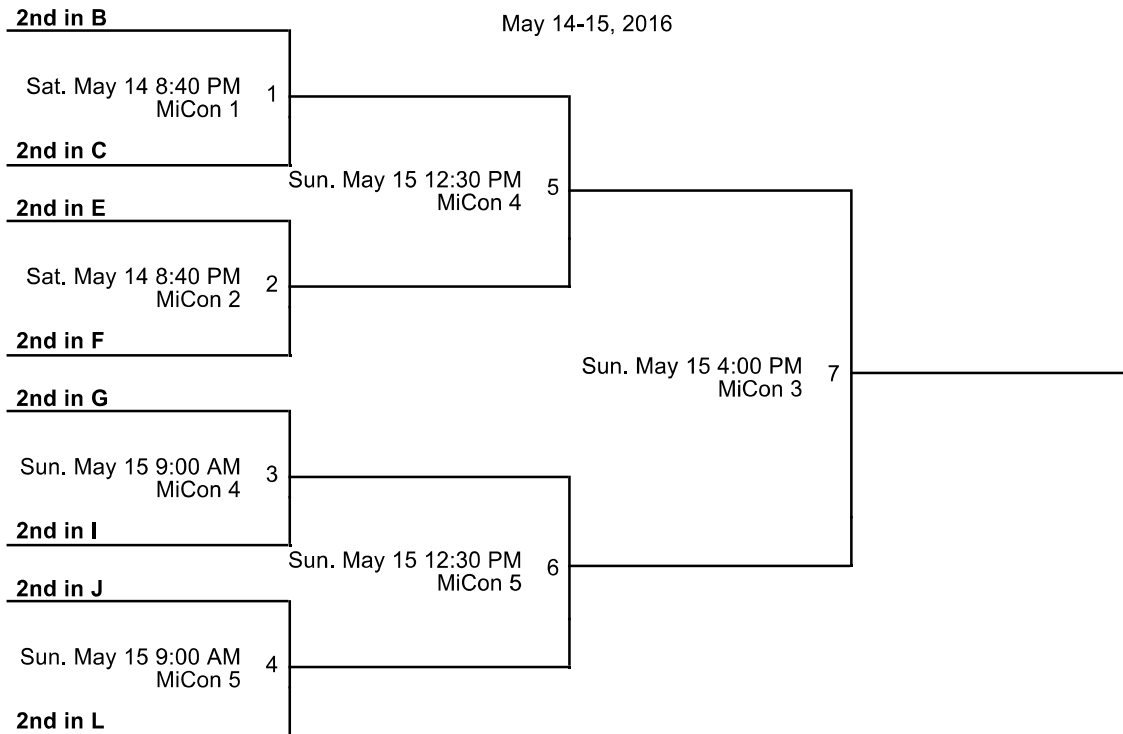 2nd in B
May 14-15, 2016
Sat. May 14 8:40 PM
MiCon 1
1
2nd in C
Sun. May 15 12:30 PM
MiCon 4
5
2nd in E
Sat. May 14 8:40 PM
MiCon 2
2
2nd in F
Sun. May 15 4:00 PM
MiCon 3
7
2nd in G
Sun. May 15 9:00 AM
MiCon 4
3
2nd in I
Sun. May 15 12:30 PM
MiCon 5
6
2nd in J
Sun. May 15 9:00 AM
MiCon 5
4
2nd in L